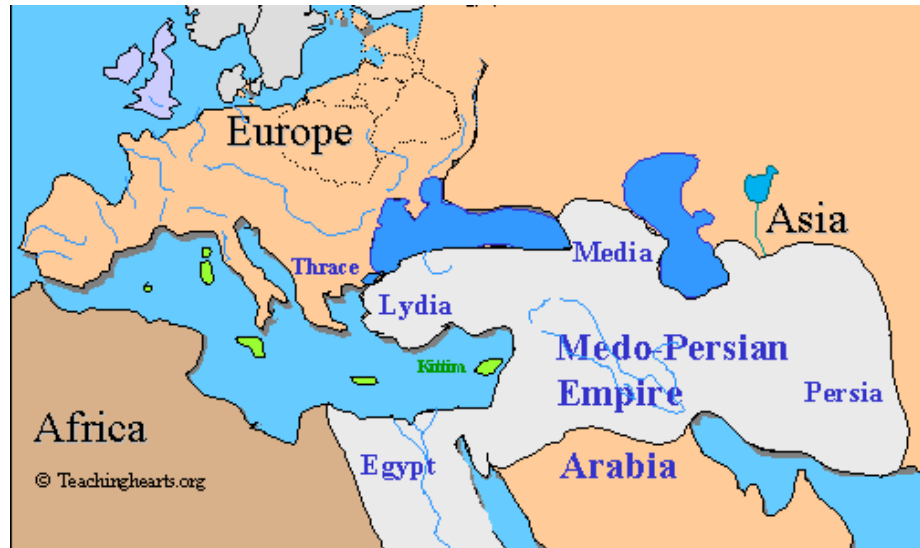 Europe
Asia
Media
Thrace
Lydia
Medo-Persian
Empire
Kittim
Persia
Africa
Egypt
Arabia
© Teachinghearts.org